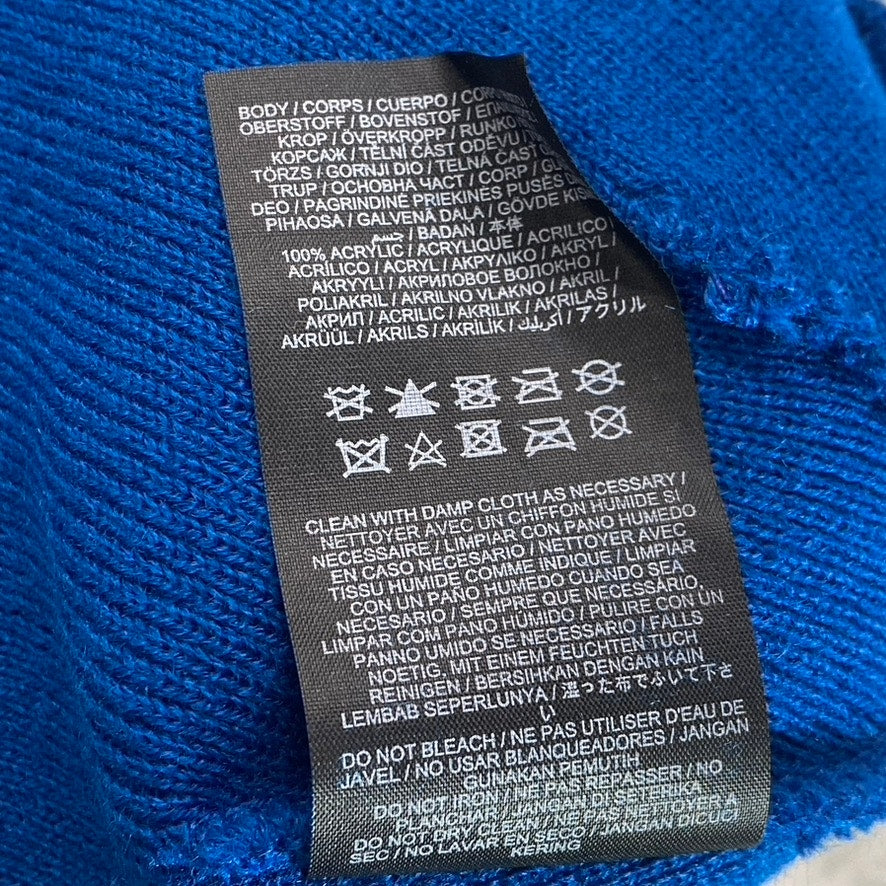 BODY / CORPS / CUERPO / CORPO
OBERSTOFF / BOVENSTOF /
KROP / ÖVERKROPP / RUNKO
КОРСАЖ / TĚLNÍ ČÁST ODĚVU /
TÖRZS / GORNJI DIO / TELNÁ ČASŤ
TRUP / ОСНОВНА ЧАСТ / CORP /
DEO / PAGRINDINĖ PRIEKINĖS PUSĖS
PIHAOSA / GALVENĀ DAĻA / GÖVDE
جسم / BADAN / 本体
100% ACRYLIC / ACRYLIQUE / ACRÍLICO /
ACRÍLICO / ACRYL / ΑΚΡΥΛΙΚΟ / AKRYL /
AKRYYLI / АКРИЛОВОЕ ВОЛОКНО /
POLIAKRIL / AKRILNO VLAKNO / AKRIL /
АКРИЛ / ACRILIC / AKRILIK / AKRILAS /
AKRÜÜL / AKRILS / AKRILIK / أكريليك / アクリル
CLEAN WITH DAMP CLOTH AS NECESSARY /
NETTOYER AVEC UN CHIFFON HUMIDE SI
NECESSAIRE / LIMPIAR CON PANO HUMEDO
EN CASO NECESARIO / NETTOYER AVEC
TISSU HUMIDE COMME INDIQUE / LIMPIAR
CON UN PAÑO HUMEDO CUANDO SEA
NECESARIO / SEMPRE QUE NECESSÁRIO,
LIMPAR COM PANO HÚMIDO / PULIRE CON UN
PANNO UMIDO SE NECESSARIO / FALLS
NOETIG, MIT EINEM FEUCHTEN TUCH
REINIGEN / BERSIHKAN DENGAN KAIN
LEMBAB SEPERLUNYA / 湿った布でふいて下さ
い
DO NOT BLEACH / NE PAS UTILISER D'EAU DE
JAVEL / NO USAR BLANQUEADORES / JANGAN
GUNAKAN PEMUTIH
DO NOT IRON / NE PAS REPASSER / NO
PLANCHAR / JANGAN DI SETERIKA
DO NOT DRY CLEAN / NE PAS NETTOYER A
SEC / NO LAVAR EN SECO / JANGAN DICUCI
KERING